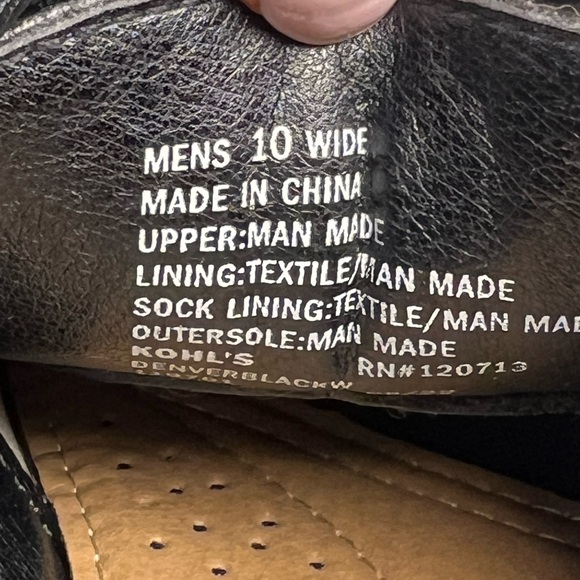 MENS 10 WIDE
MADE IN CHINA
UPPER:MAN MADE
LINING:TEXTILE/MAN MADE
SOCK LINING:TEXTILE/MAN MAD
OUTERSOLE:MAN MADE
KOHL'S RN#120713
DENVERBLACKW